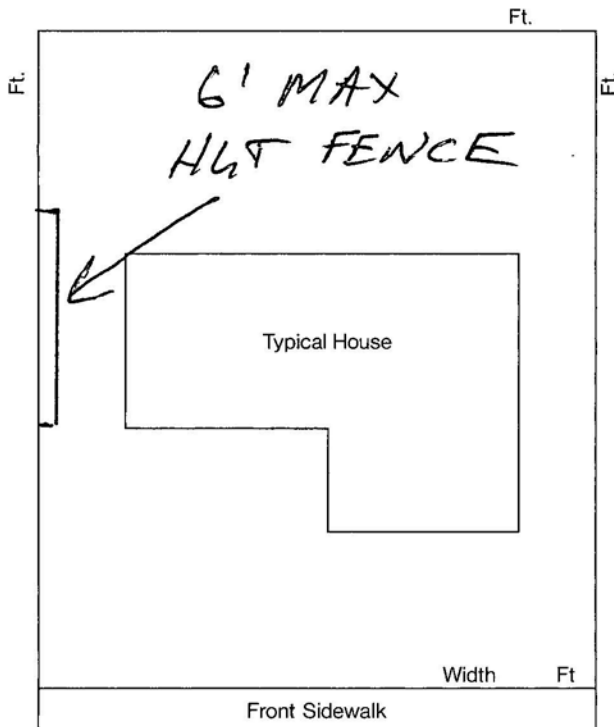 Ft.
Ft.
Ft.
6' MAX
HGT FENCE
Typical House
Width Ft
Front Sidewalk